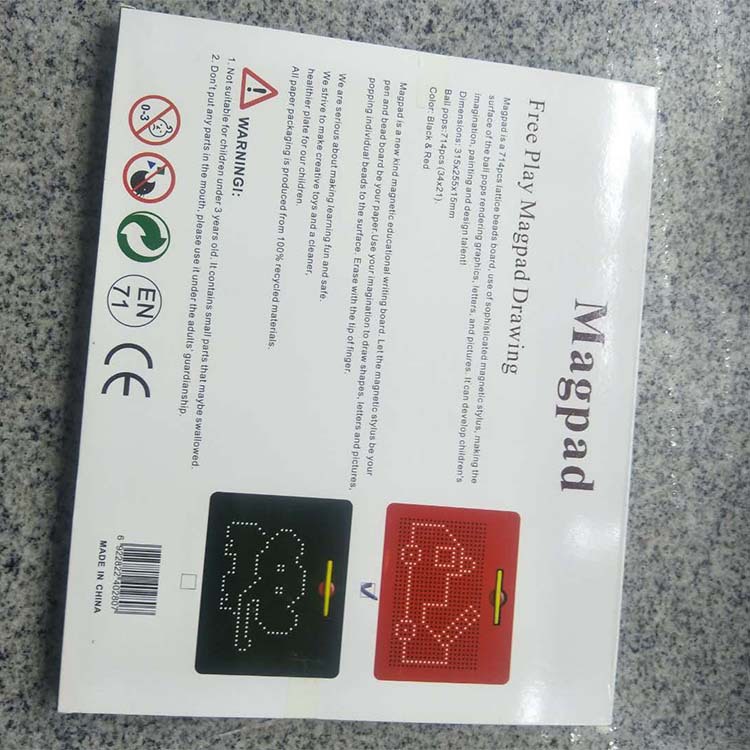 Magpad
Free Play Magpad Drawing
Magpad is a 714pcs lattice beads board, use of sophisticated magnetic stylus, making the
surface of the ball pops rendering graphics, letters, and pictures. It can develop children's
imagination, painting and design talent!
Dimensions: 315x255x15mm
Ball pops:714pcs (34x21).
Color: Black & Red
Magpad is a new kind magnetic educational writing board. Let the magnetic stylus be your
pen and bead board be your paper.Use your imagination to draw shapes, letters and pictures,
popping individual beads to the surface. Erase with the tip of finger.
We are serious about making learning fun and safe.
We strive to make creative toys and a cleaner,
healthier plate for our children.
All paper packaging is produced from 100% recycled materials.
WARNING!:
1. Not suitable for children under 3 years old. It contains small parts that maybe swallowed.
2. Don't put any parts in the mouth, please use it under the adults' guardianship.
0-3
EN
71
CE
6 922822 402807
MADE IN CHINA